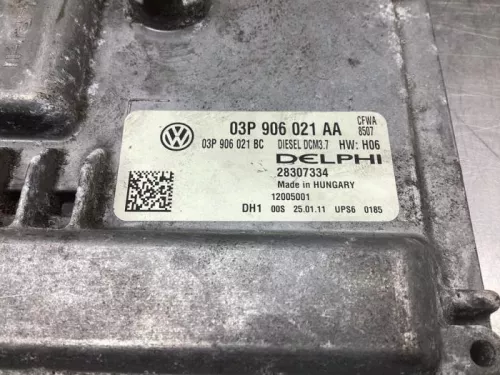 03P 906 021 AA CFWA
8507
03P 906 021 BC DIESEL DCM3.7 HW: H06
DELPHI
28307334
Made in HUNGARY
12005001
DH1 00S 25.01.11 UPS6 0185